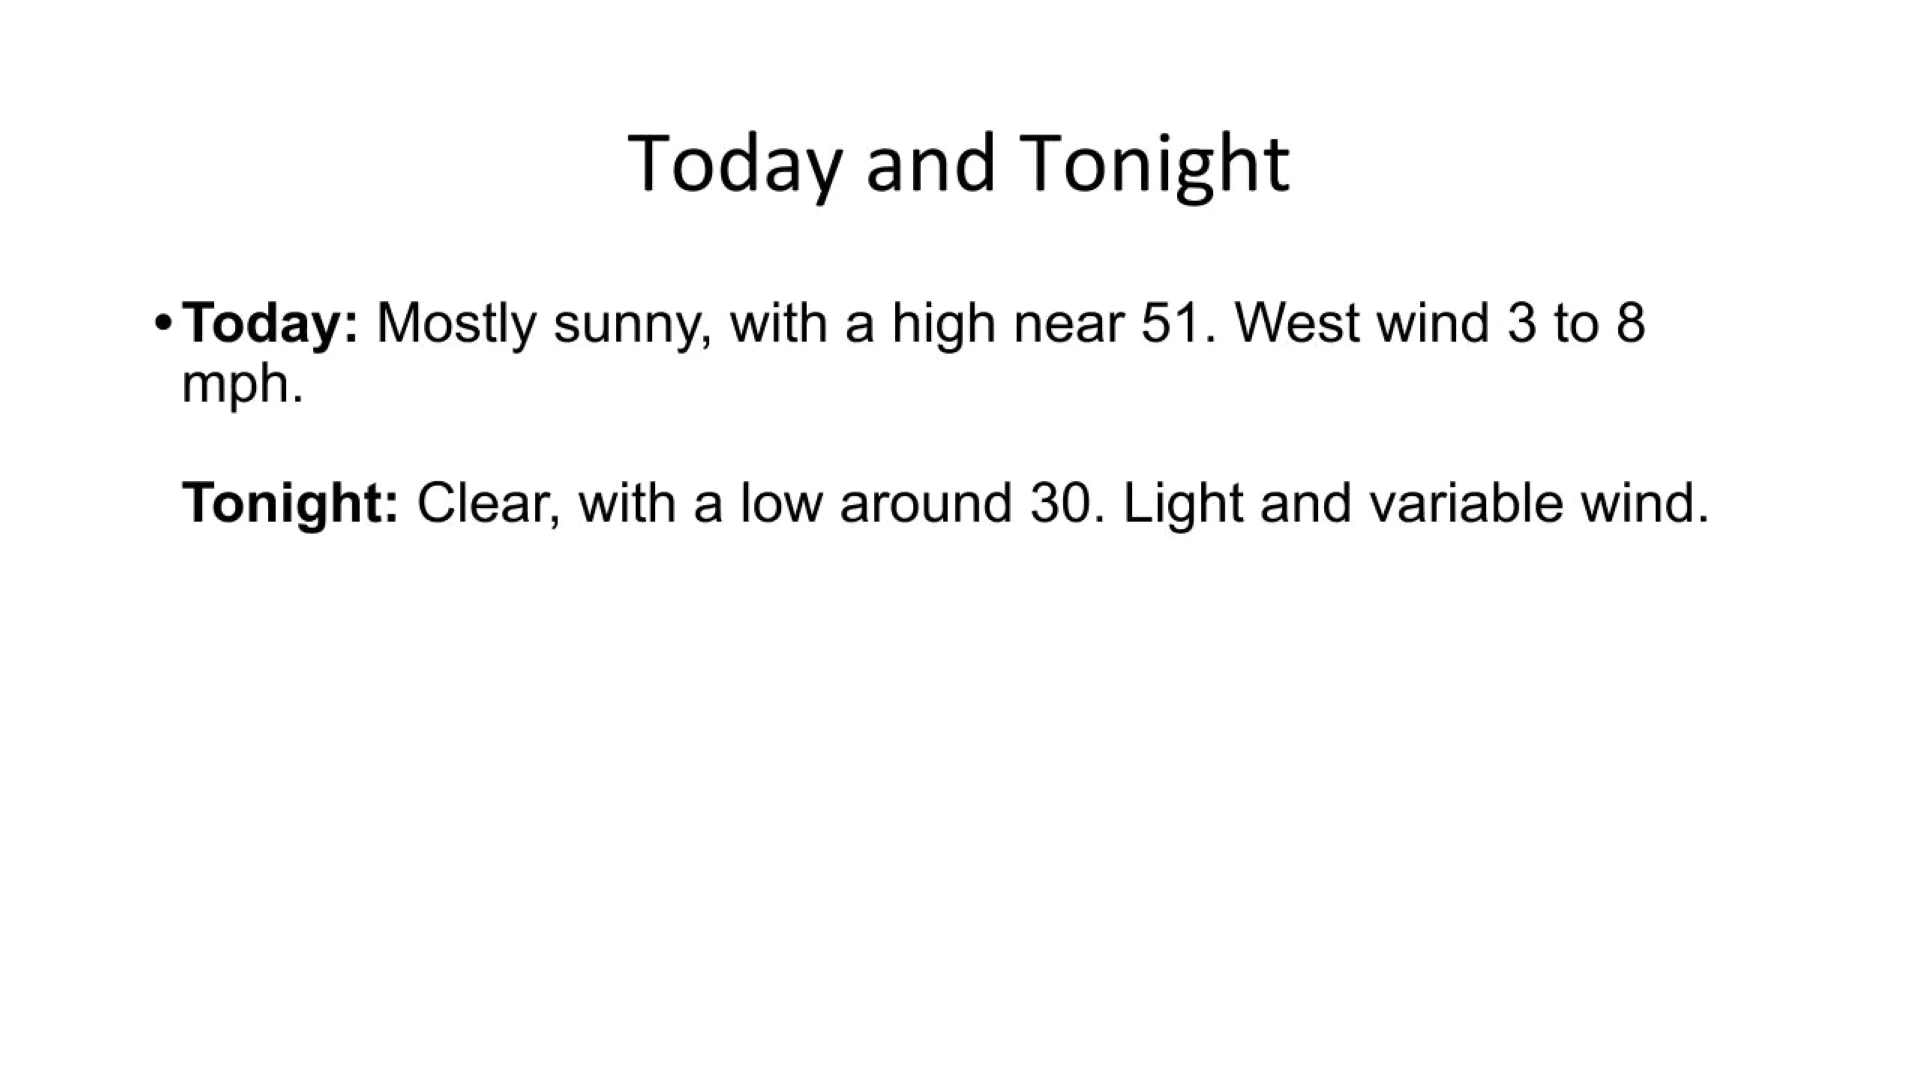 Today and Tonight
•Today: Mostly sunny, with a high near 51. West wind 3 to 8
mph.
Tonight: Clear, with a low around 30. Light and variable wind.